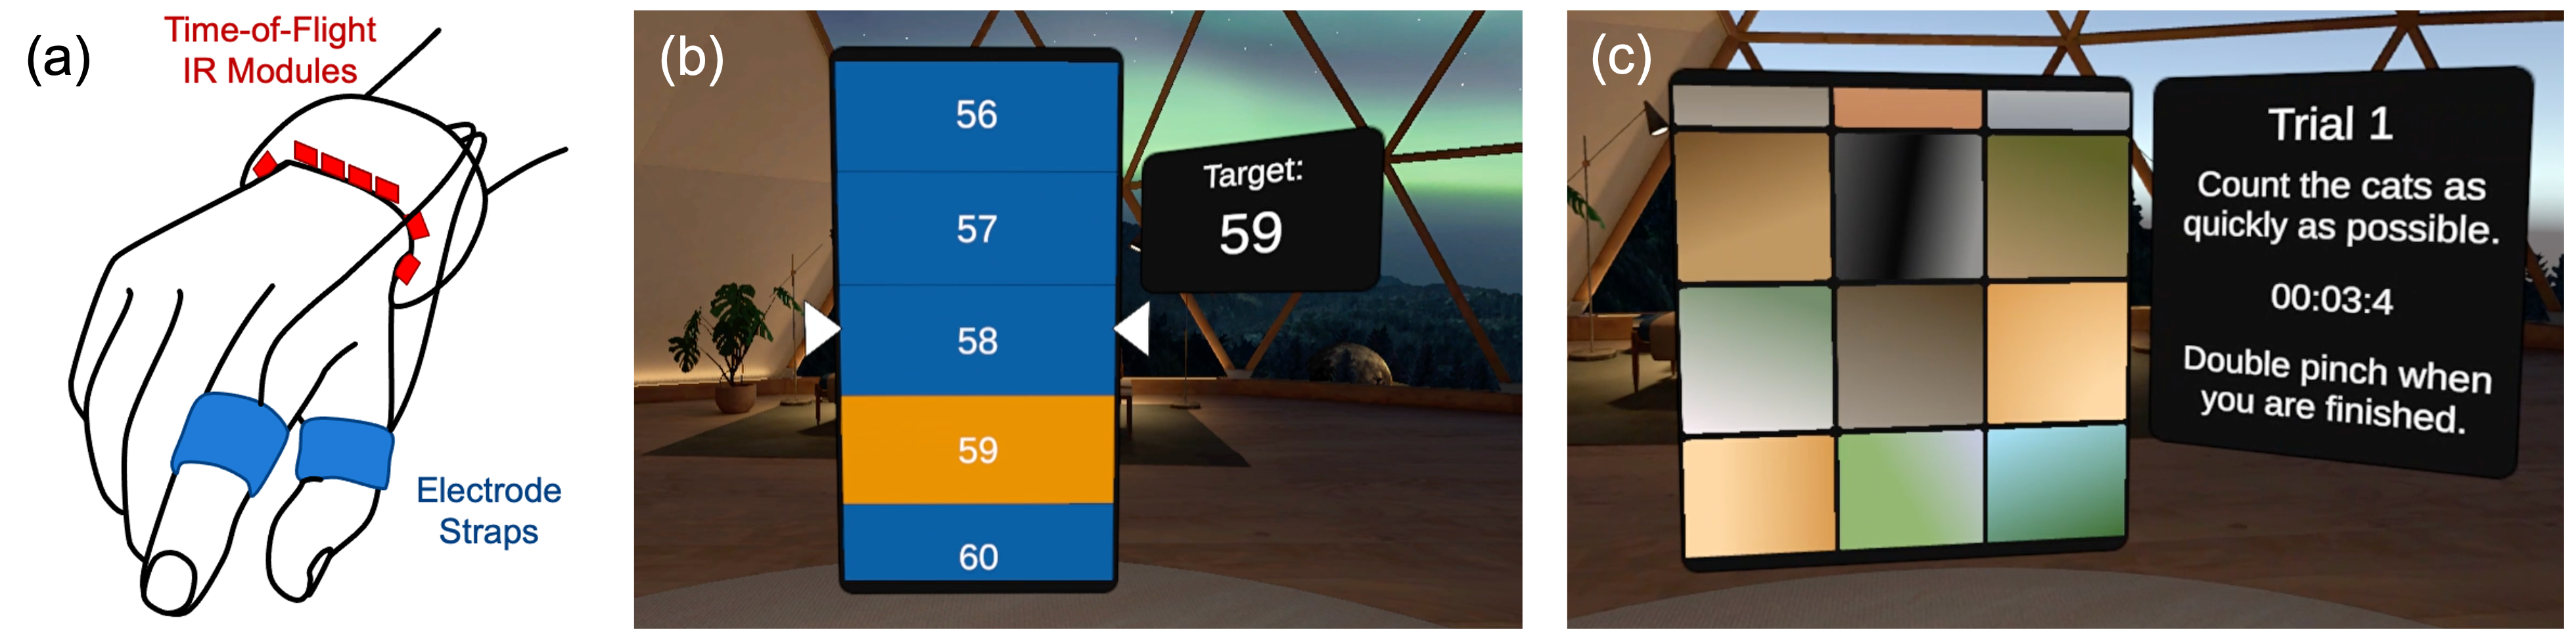 (a)
Time-of-Flight
IR Modules
Electrode
Straps
(b)
56
57
58
59
60
Target:
59
(c)
Trial 1
Count the cats as
quickly as possible.
00:03:4
Double pinch when
you are finished.